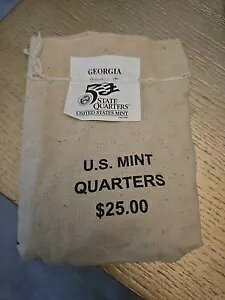 GEORGIA
50
STATE
QUARTERS
UNITED STATES MINT
U.S. MINT
QUARTERS
$25.00